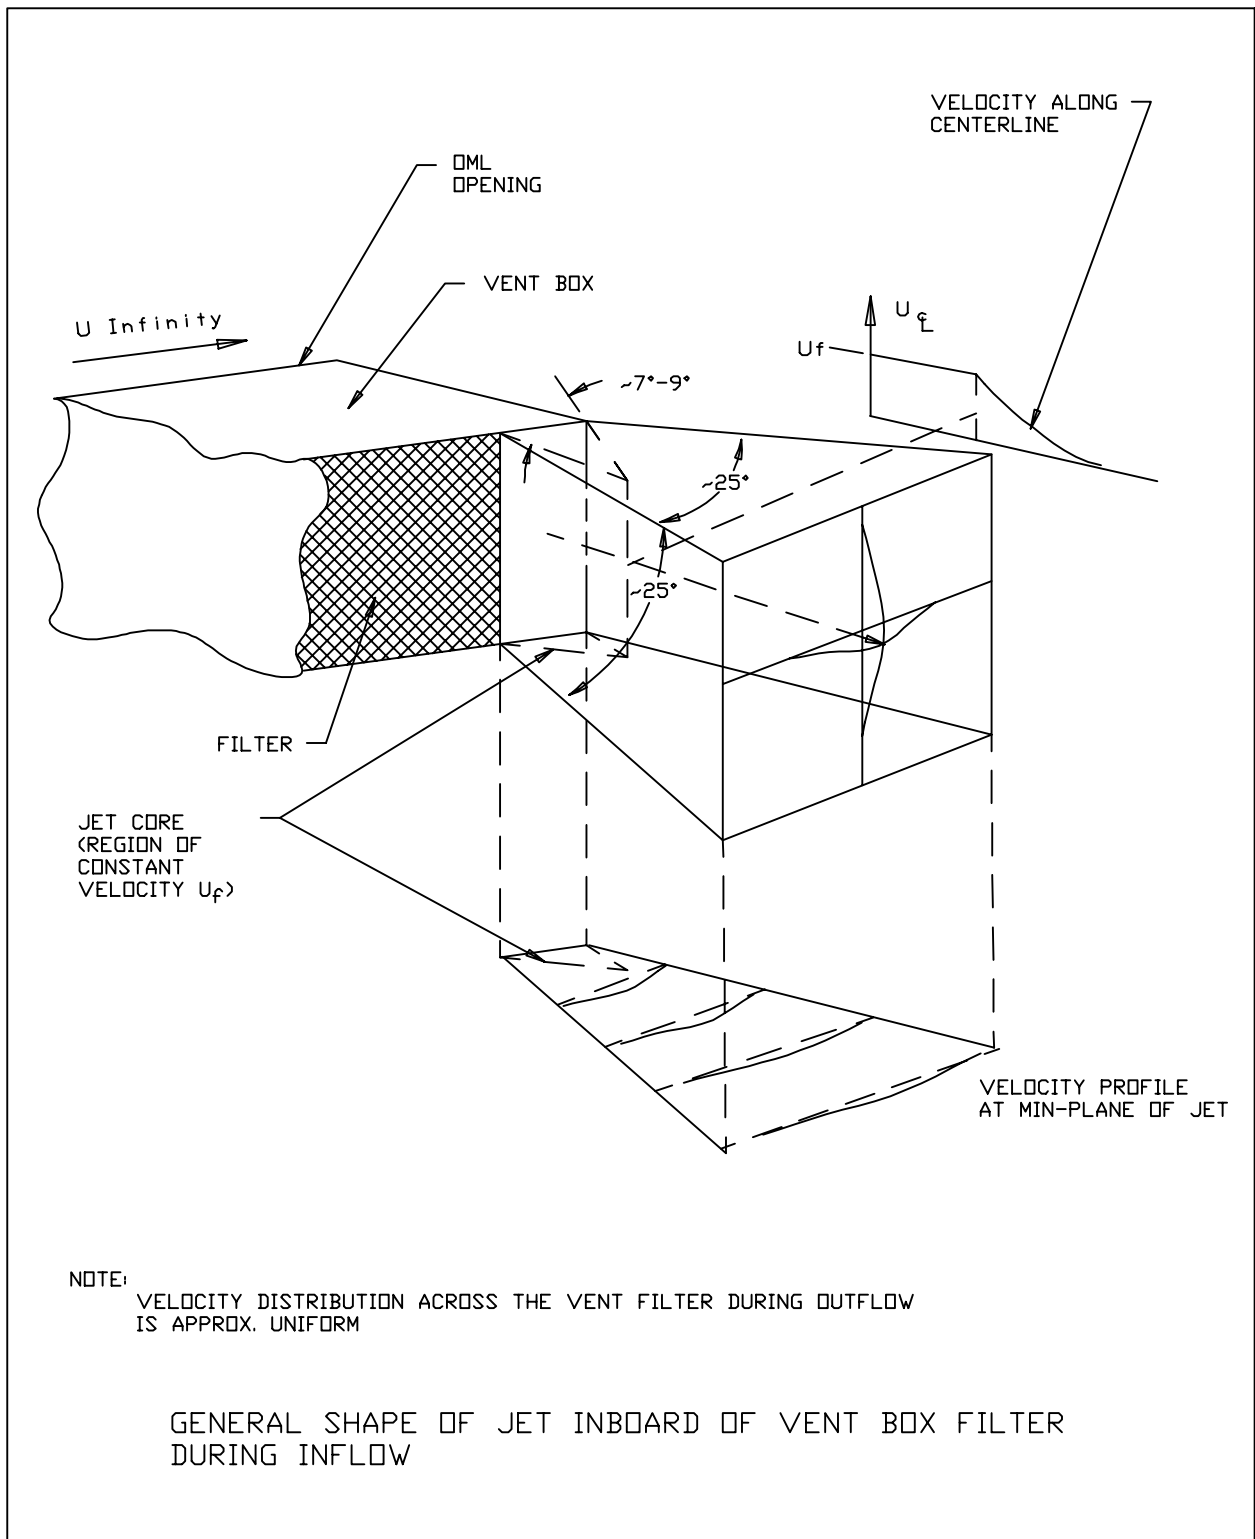 VELOCITY ALONG
CENTERLINE
OML
OPENING
VENT BOX
U Infinity
U ℄
Uf
~7°-9°
~25°
~25°
FILTER
JET CORE
(REGION OF
CONSTANT
VELOCITY Uf)
VELOCITY PROFILE
AT MIN-PLANE OF JET
NOTE:
VELOCITY DISTRIBUTION ACROSS THE VENT FILTER DURING OUTFLOW
IS APPROX. UNIFORM
GENERAL SHAPE OF JET INBOARD OF VENT BOX FILTER
DURING INFLOW